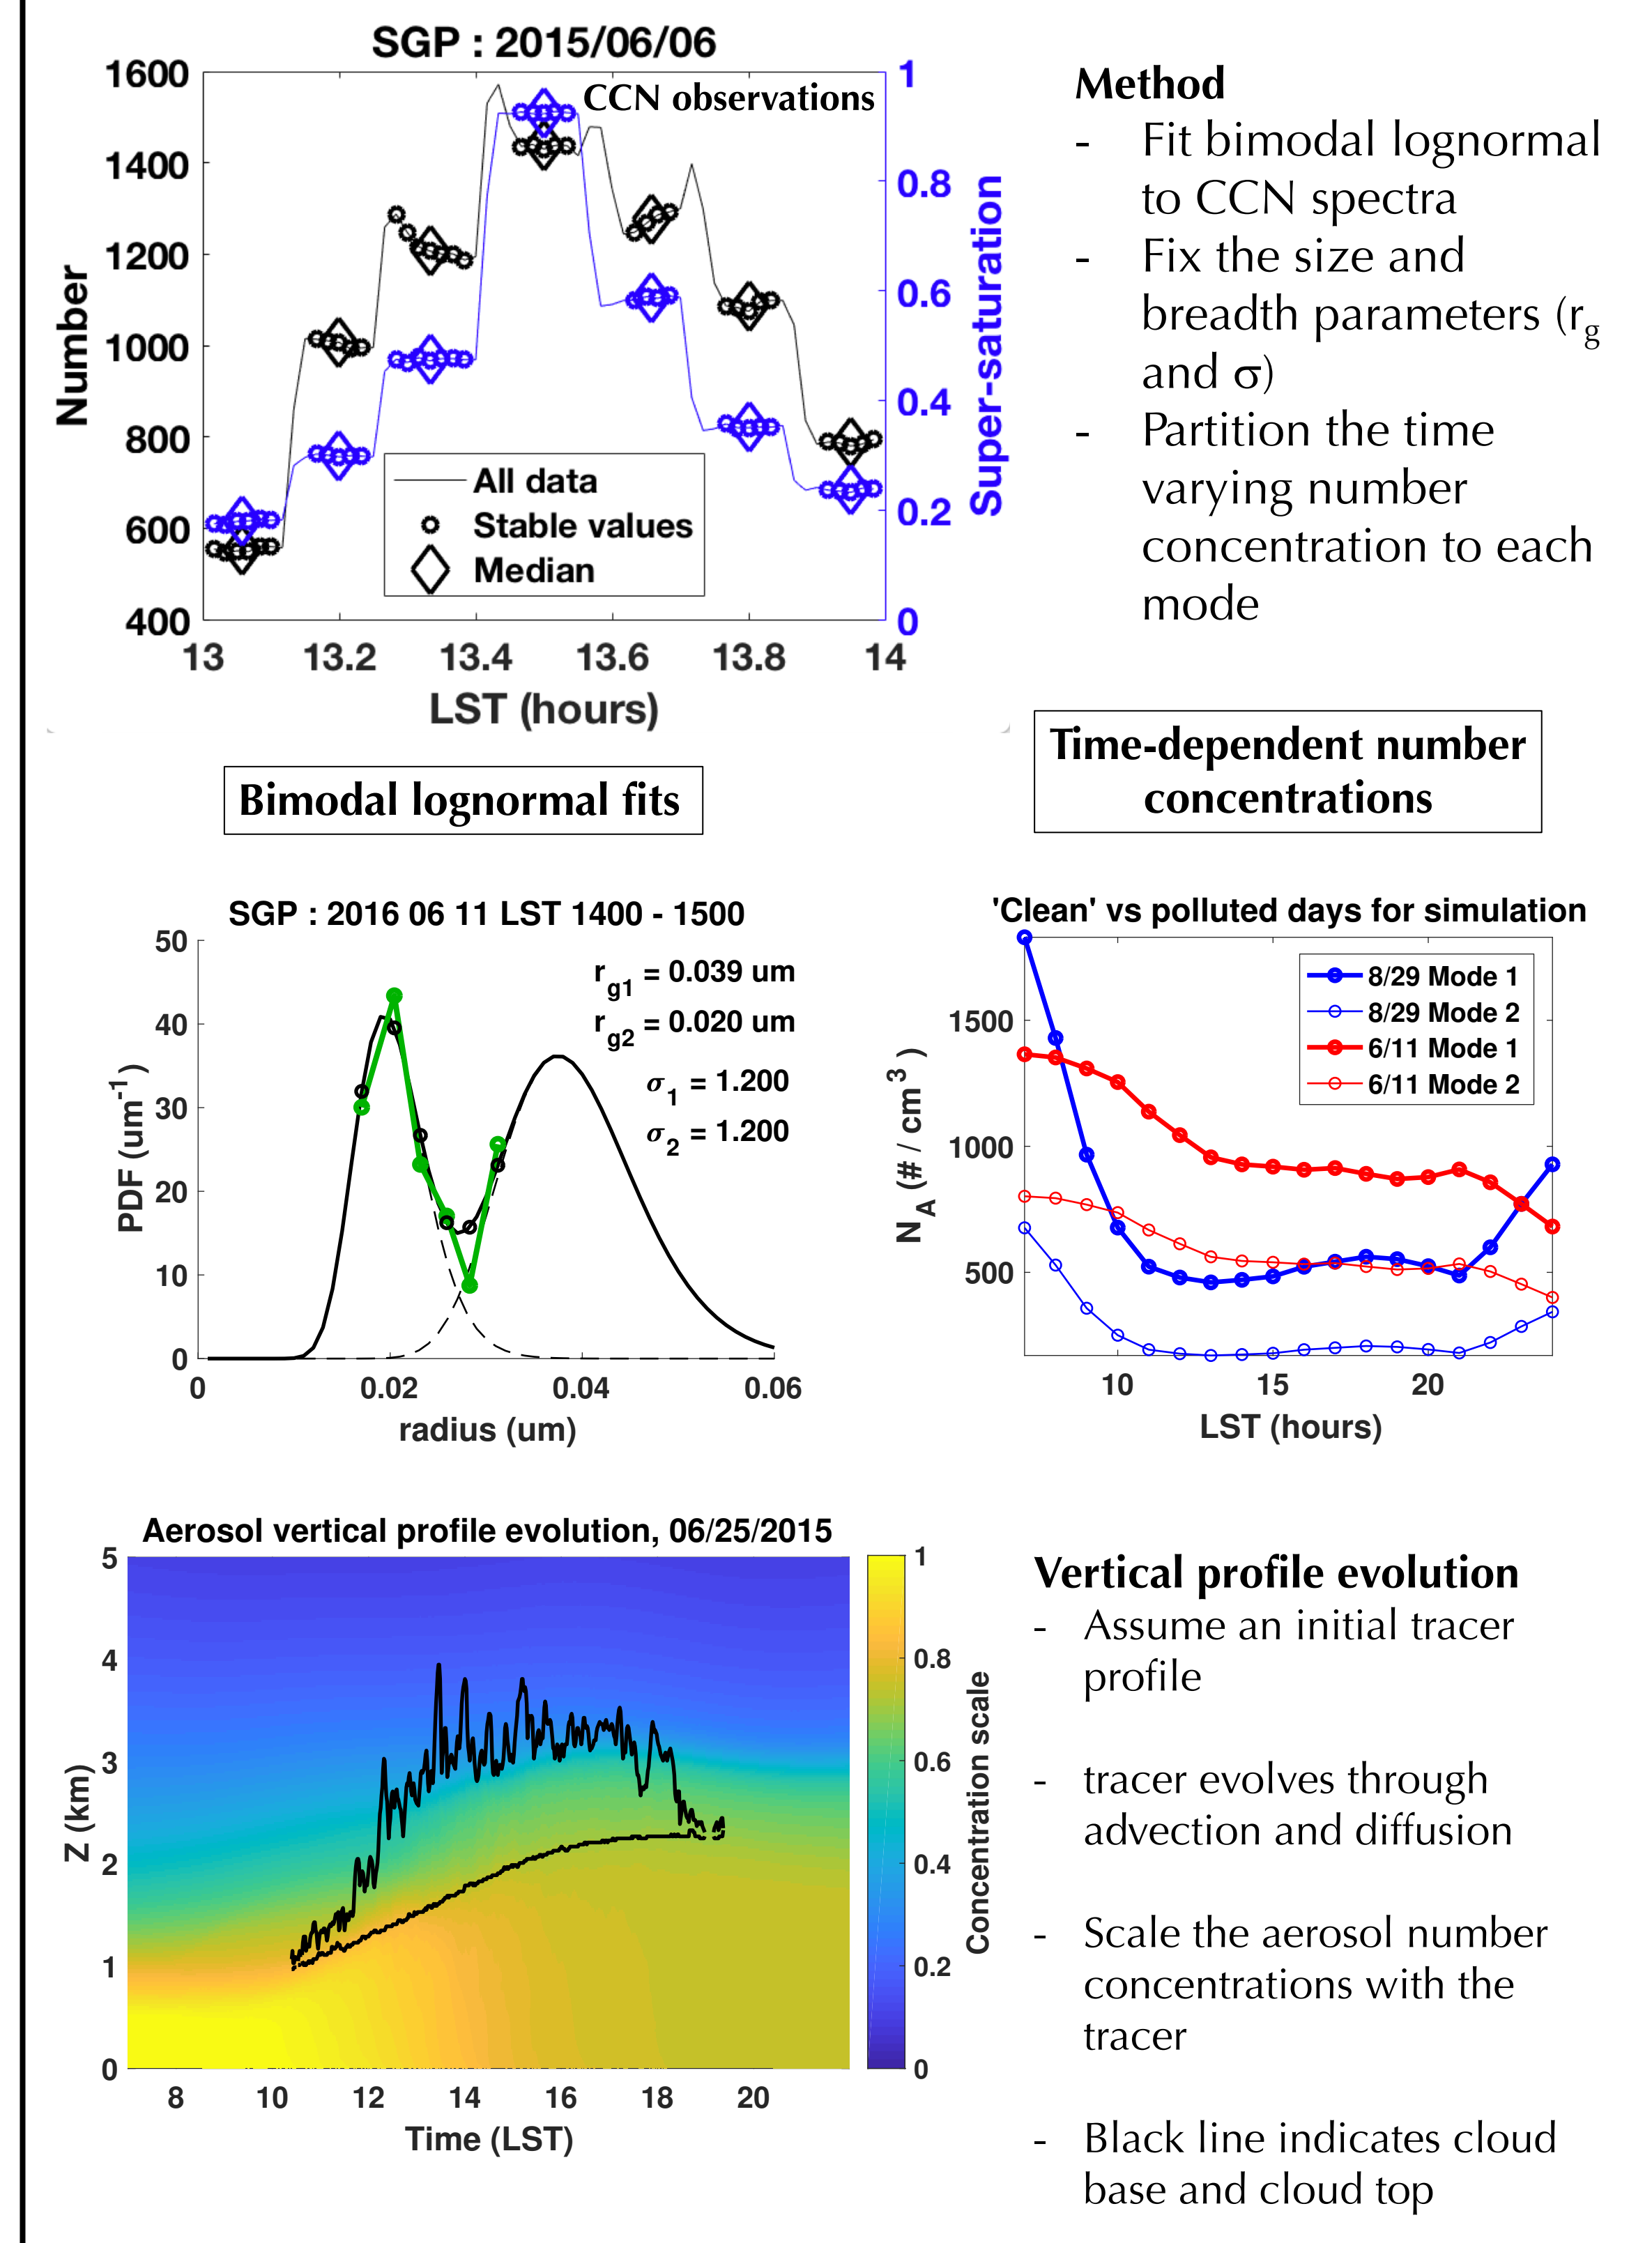 SGP : 2015/06/06
CCN observations
1600
1400
1200
1000
800
600
400
Number
1
0.8
0.6
0.4
0.2
0
Super-saturation
All data
Stable values
Median
13
13.2
13.4
13.6
13.8
14
LST (hours)
Method
- Fit bimodal lognormal
to CCN spectra
- Fix the size and
breadth parameters (rg
and σ)
- Partition the time
varying number
concentration to each
mode
Bimodal lognormal fits
Time-dependent number
concentrations
SGP : 2016 06 11 LST 1400 - 1500
50
40
30
20
10
0
PDF (um-1)
rg1 = 0.039 um
rg2 = 0.020 um
σ1 = 1.200
σ2 = 1.200
0
0.02
0.04
0.06
radius (um)
'Clean' vs polluted days for simulation
1500
1000
500
NA (# / cm3)
8/29 Mode 1
8/29 Mode 2
6/11 Mode 1
6/11 Mode 2
10
15
20
LST (hours)
Aerosol vertical profile evolution, 06/25/2015
5
4
3
2
1
0
Z (km)
8
10
12
14
16
18
20
Time (LST)
1
0.8
0.6
0.4
0.2
0
Concentration scale
Vertical profile evolution
- Assume an initial tracer
profile
- tracer evolves through
advection and diffusion
- Scale the aerosol number
concentrations with the
tracer
- Black line indicates cloud
base and cloud top